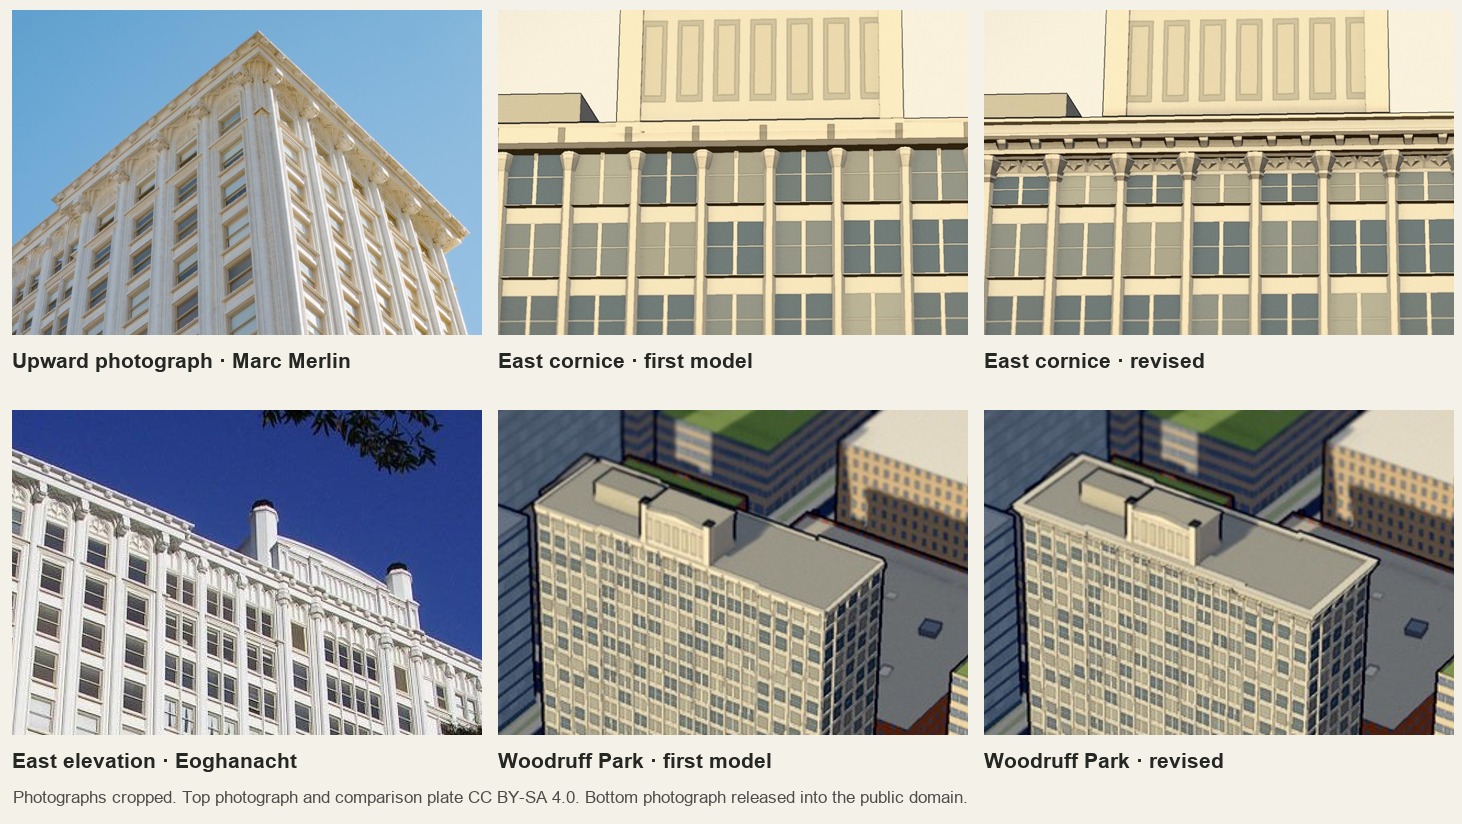 Upward photograph · Marc Merlin
East cornice · first model
East cornice · revised
East elevation · Eoghanacht
Woodruff Park · first model
Woodruff Park · revised
Photographs cropped. Top photograph and comparison plate CC BY-SA 4.0. Bottom photograph released into the public domain.